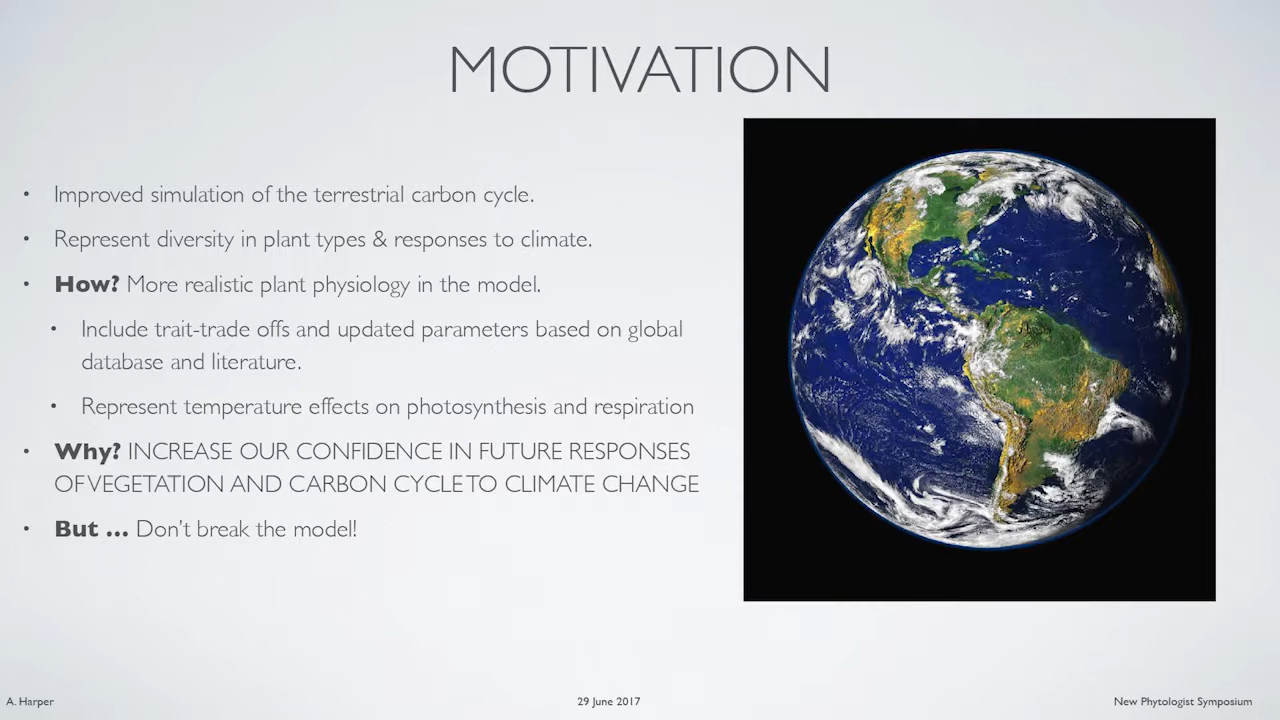 MOTIVATION
• Improved simulation of the terrestrial carbon cycle.
• Represent diversity in plant types & responses to climate.
• How? More realistic plant physiology in the model.
• Include trait-trade offs and updated parameters based on global
database and literature.
• Represent temperature effects on photosynthesis and respiration
• Why? INCREASE OUR CONFIDENCE IN FUTURE RESPONSES
OF VEGETATION AND CARBON CYCLE TO CLIMATE CHANGE
• But ... Don't break the model!
A. Harper
29 June 2017
New Phytologist Symposium